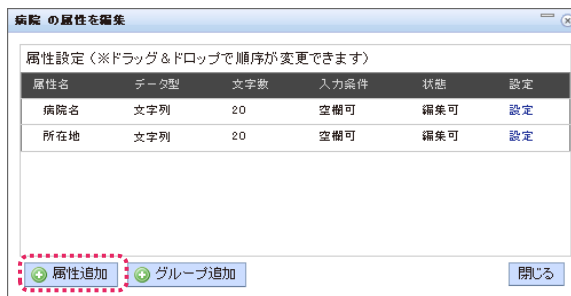 病院 の属性を編集
属性設定（※ドラッグ＆ドロップで順序が変更できます）
属性名 データ型 文字数 入力条件 状態 設定
病院名 文字列 20 空欄可 編集可 設定
所在地 文字列 20 空欄可 編集可 設定
属性追加 グループ追加 閉じる